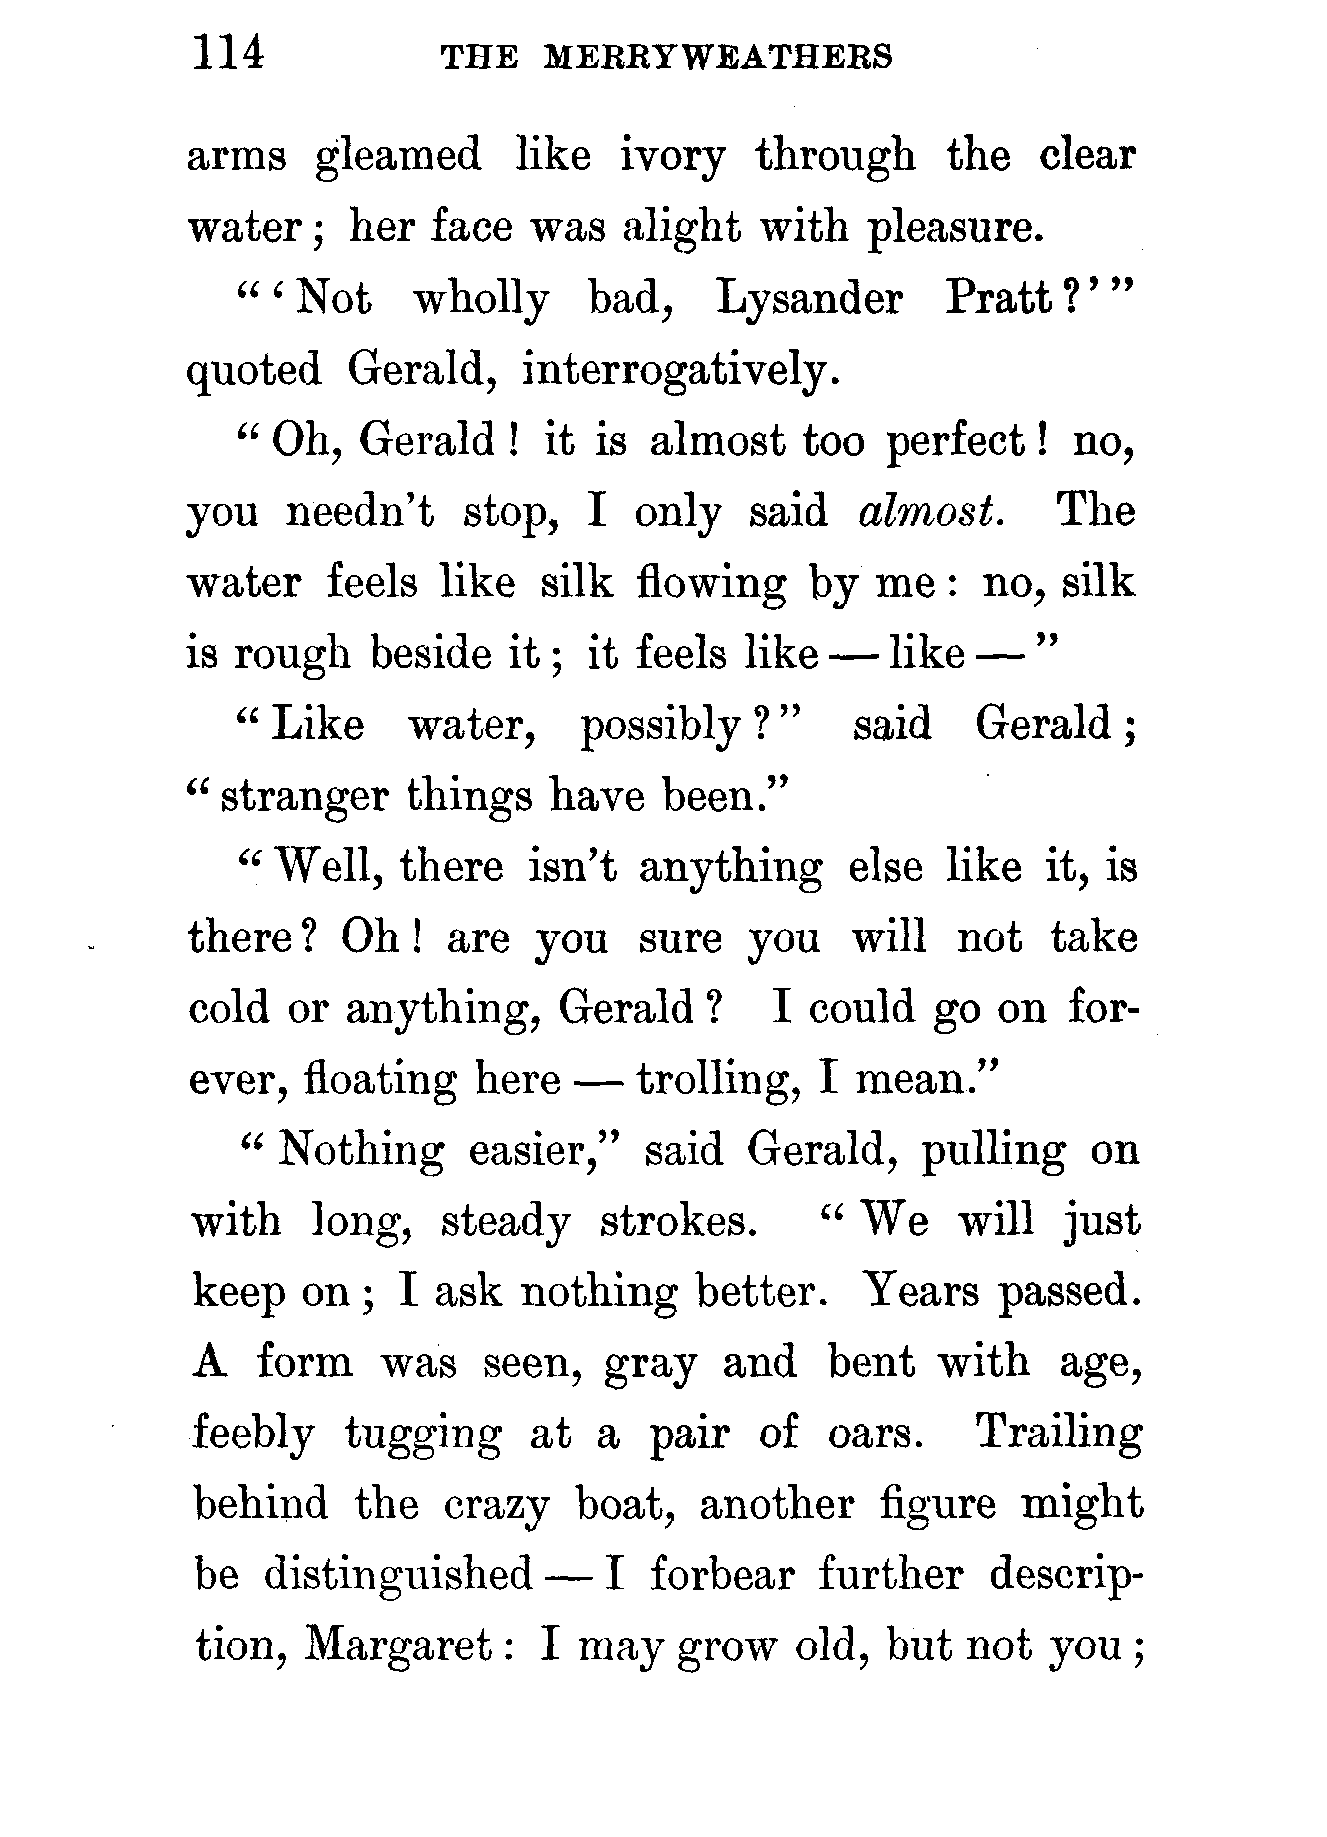 114 THE MERRYWEATHERS
arms gleamed like ivory through the clear
water; her face was alight with pleasure.
“‘Not wholly bad, Lysander Pratt?’”
quoted Gerald, interrogatively.
“Oh, Gerald! it is almost too perfect! no,
you needn’t stop, I only said almost. The
water feels like silk flowing by me: no, silk
is rough beside it; it feels like — like — ”
“Like water, possibly?” said Gerald;
“stranger things have been.”
“Well, there isn’t anything else like it, is
there? Oh! are you sure you will not take
cold or anything, Gerald? I could go on for-
ever, floating here — trolling, I mean.”
“Nothing easier,” said Gerald, pulling on
with long, steady strokes. “We will just
keep on; I ask nothing better. Years passed.
A form was seen, gray and bent with age,
feebly tugging at a pair of oars. Trailing
behind the crazy boat, another figure might
be distinguished — I forbear further descrip-
tion, Margaret: I may grow old, but not you;